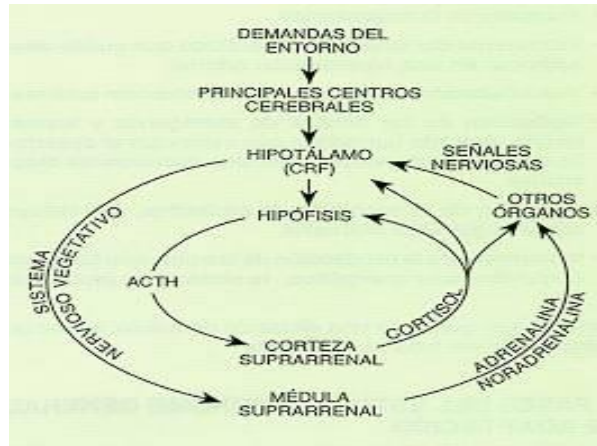 DEMANDAS DEL
ENTORNO
PRINCIPALES CENTROS
CEREBRALES
HIPOTÁLAMO
(CRF)
SEÑALES
NERVIOSAS
OTROS
ÓRGANOS
HIPÓFISIS
SISTEMA
NERVIOSO VEGETATIVO
ACTH
CORTISOL
CORTEZA
SUPRARRENAL
ADRENALINA
NORADRENALINA
MÉDULA
SUPRARRENAL